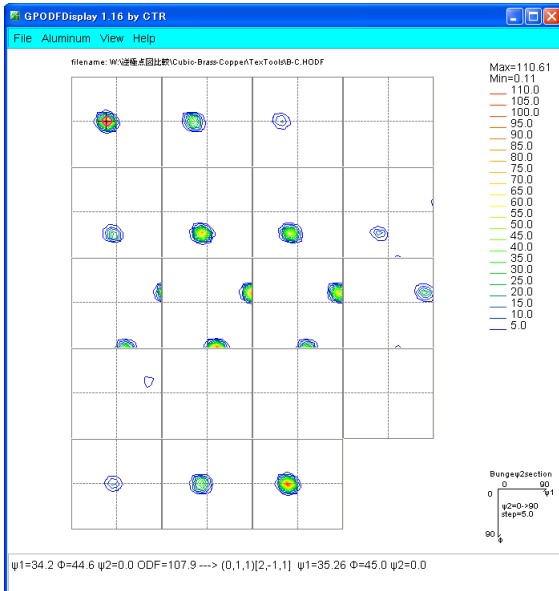 GPODFDisplay 1.16 by CTR
File Aluminum View Help
filename: W:\逆極点図比較\Cubic-Brass-Copper\TexTools\B-C.HODF
Max=110.61
Min=0.11
110.0
105.0
100.0
95.0
90.0
85.0
80.0
75.0
70.0
65.0
60.0
55.0
50.0
45.0
40.0
35.0
30.0
25.0
20.0
15.0
10.0
5.0
Bungeψ2section
0 90
0 ψ1
ψ2=0->90
step=5.0
90
Φ
ψ1=34.2 Φ=44.6 ψ2=0.0 ODF=107.9 ---> (0,1,1)[2,-1,1] ψ1=35.26 Φ=45.0 ψ2=0.0